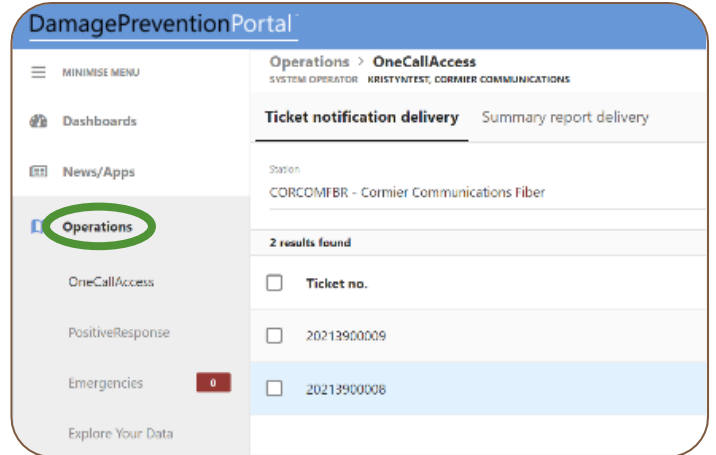 DamagePreventionPortal
MINIMISE MENU
Dashboards
News/Apps
Operations
OneCallAccess
PositiveResponse
Emergencies 0
Explore Your Data
Operations > OneCallAccess
SYSTEM OPERATOR KRISTYNTEST, CORMIER COMMUNICATIONS
Ticket notification delivery Summary report delivery
Station
CORCOMFBR - Cormier Communications Fiber
2 results found
Ticket no.
20213900009
20213900008